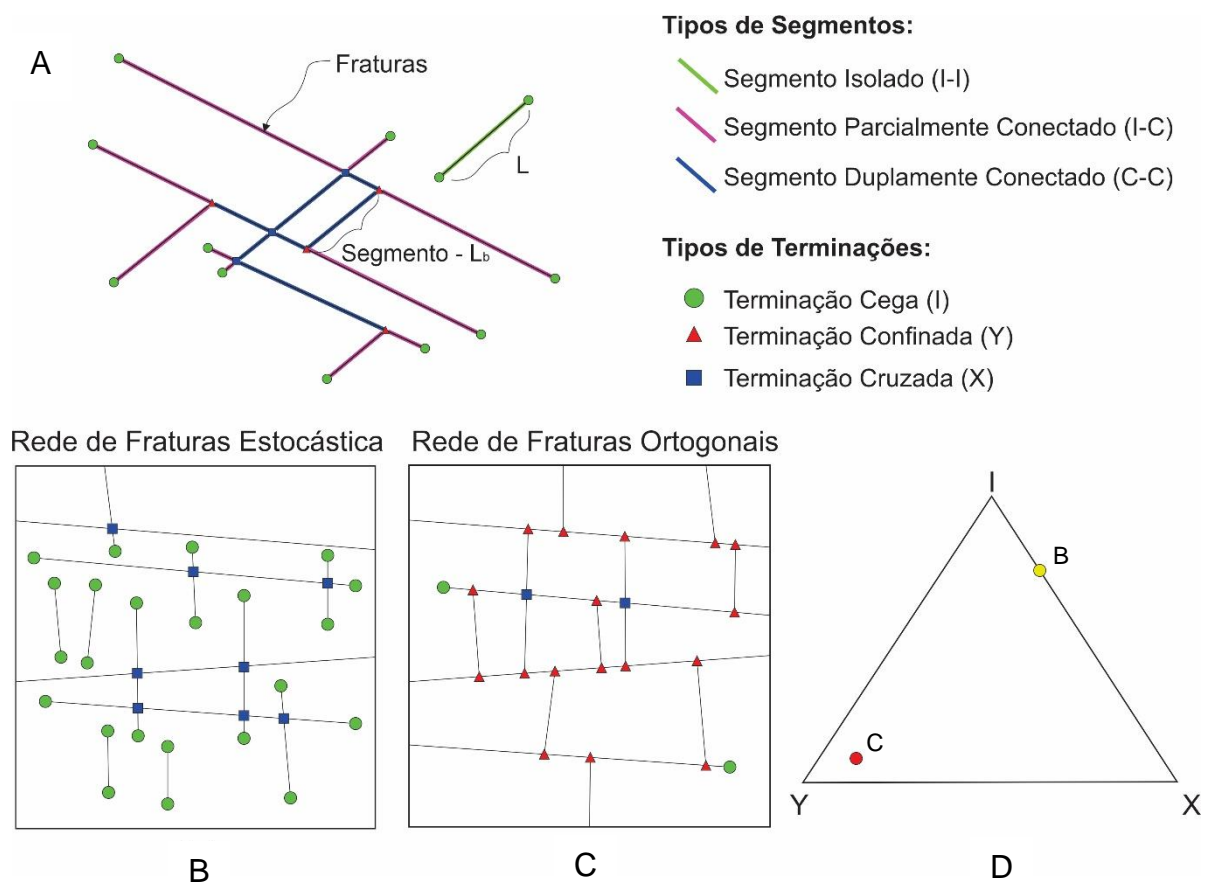 A
Fraturas
L
Segmento - Lb
Tipos de Segmentos:
Segmento Isolado (I-I)
Segmento Parcialmente Conectado (I-C)
Segmento Duplamente Conectado (C-C)
Tipos de Terminações:
Terminação Cega (I)
Terminação Confinada (Y)
Terminação Cruzada (X)
Rede de Fraturas Estocástica
B
Rede de Fraturas Ortogonais
C
I
B
C
Y
X
D